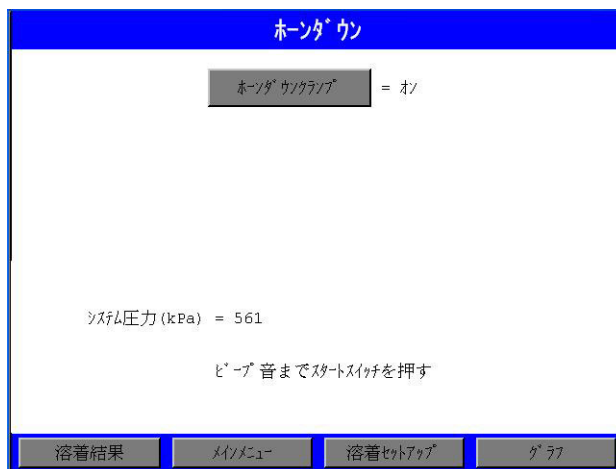 ﾎｰﾝﾀﾞｳﾝ
ﾎｰﾝﾀﾞｳﾝｸﾗﾝﾌﾟ = ｵﾝ
ｼｽﾃﾑ圧力(kPa) = 561
ﾋﾞｰﾌﾟ音までｽﾀｰﾄｽｲｯﾁを押す
溶着結果 ﾒｲﾝﾒﾆｭｰ 溶着ｾｯﾄｱｯﾌﾟ ｸﾞﾗﾌ